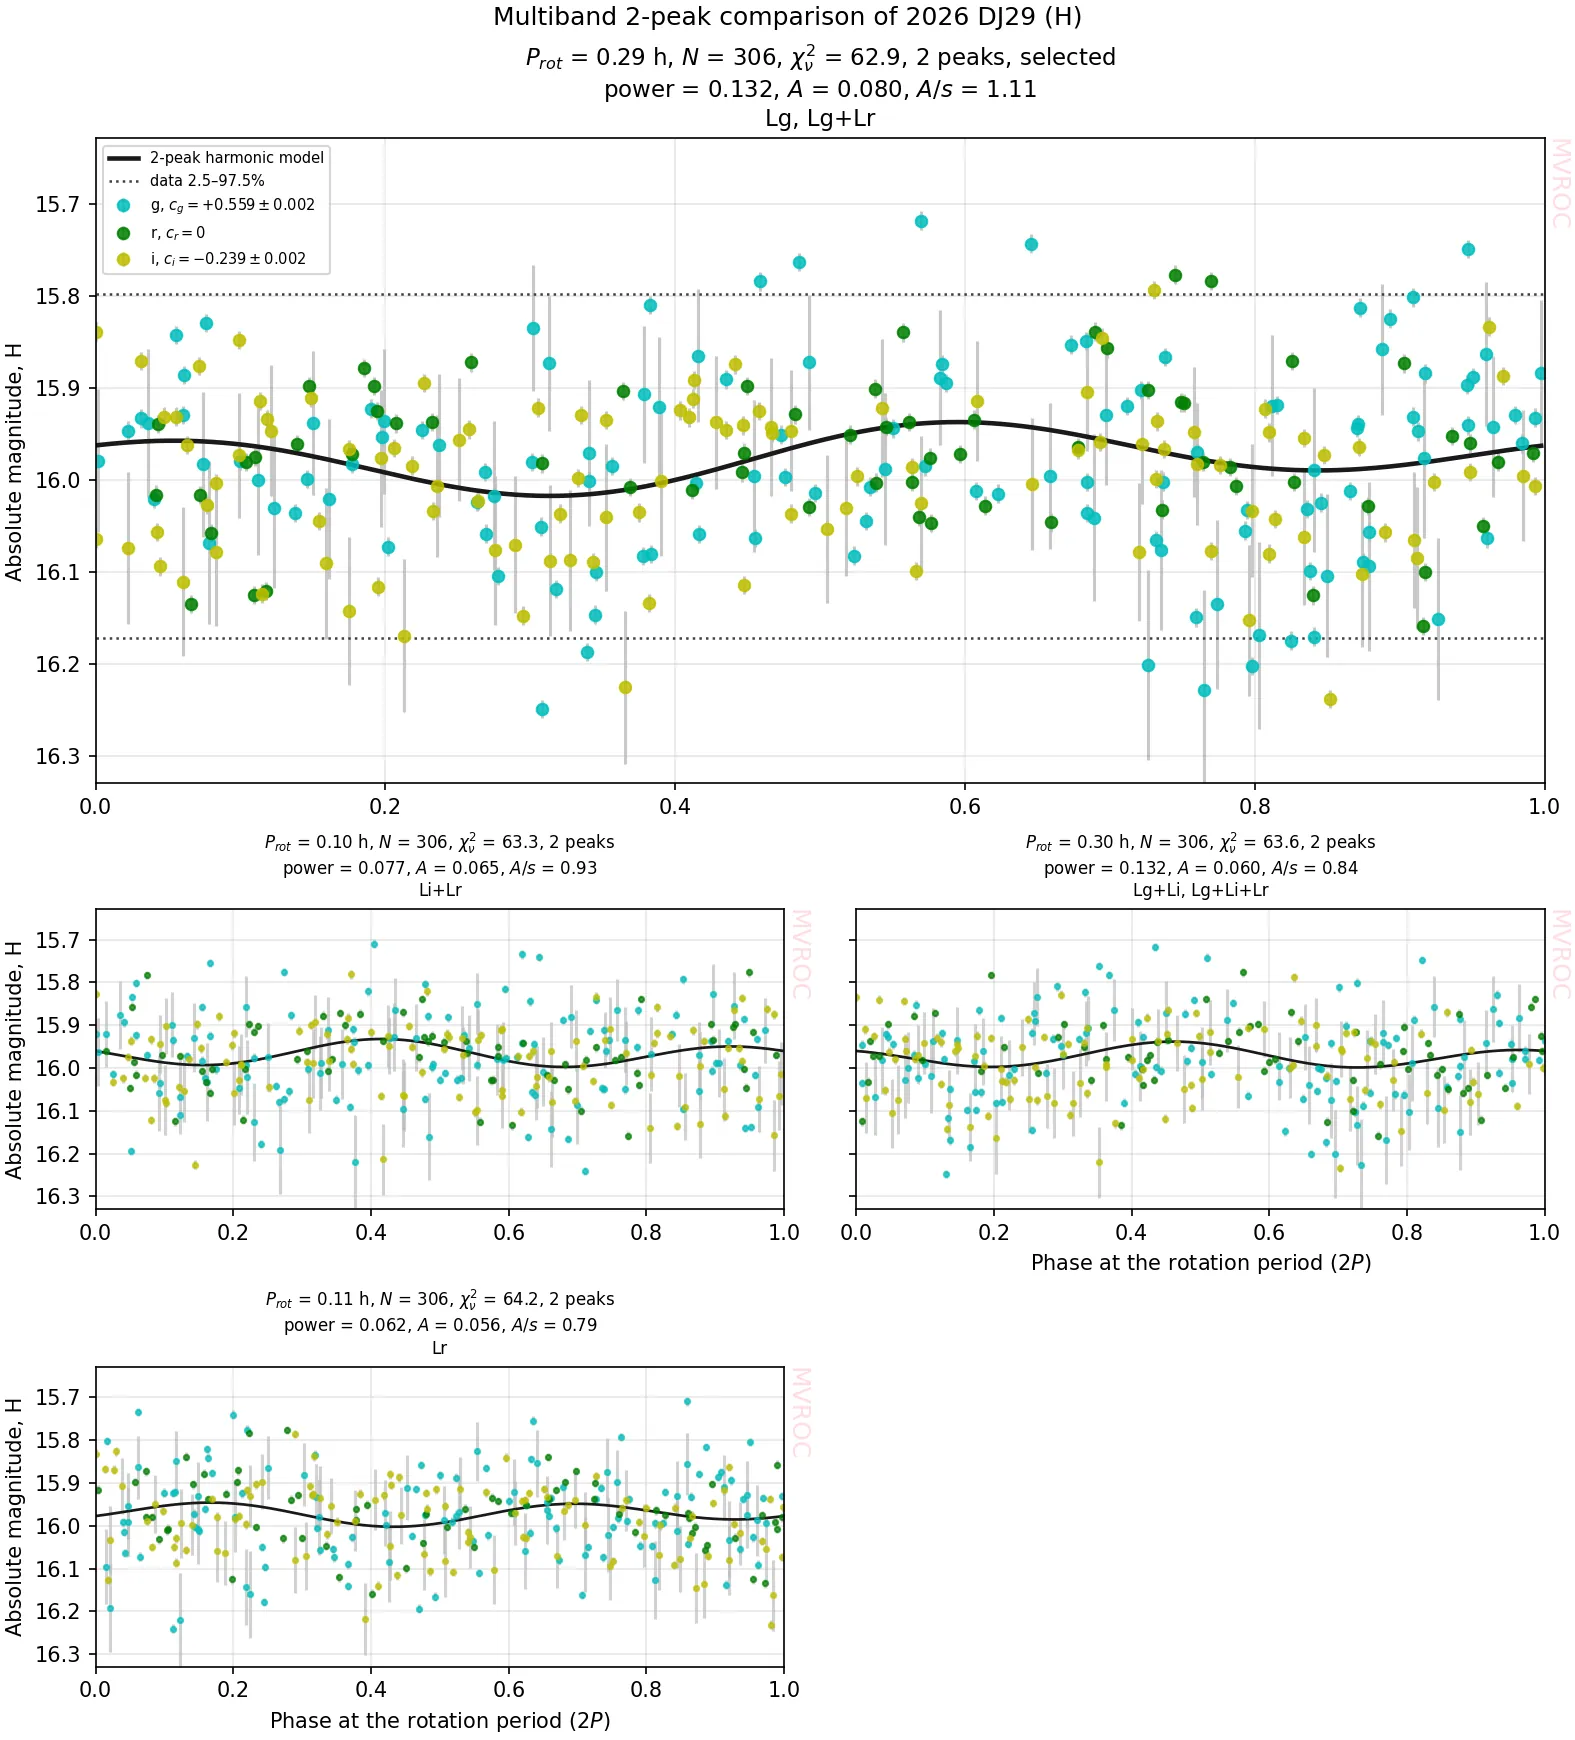 Multiband 2-peak comparison of 2026 DJ29 (H)
P_rot = 0.29 h, N = 306, χ²_ν = 62.9, 2 peaks, selected
power = 0.132, A = 0.080, A/s = 1.11
Lg, Lg+Lr
2-peak harmonic model
data 2.5–97.5%
g, c_g = +0.559 ± 0.002
r, c_r = 0
i, c_i = −0.239 ± 0.002
MVROC
Absolute magnitude, H
15.7
15.8
15.9
16.0
16.1
16.2
16.3
0.0 0.2 0.4 0.6 0.8 1.0
P_rot = 0.10 h, N = 306, χ²_ν = 63.3, 2 peaks
power = 0.077, A = 0.065, A/s = 0.93
Li+Lr
MVROC
Absolute magnitude, H
15.7
15.8
15.9
16.0
16.1
16.2
16.3
0.0 0.2 0.4 0.6 0.8 1.0
P_rot = 0.30 h, N = 306, χ²_ν = 63.6, 2 peaks
power = 0.132, A = 0.060, A/s = 0.84
Lg+Li, Lg+Li+Lr
MVROC
0.0 0.2 0.4 0.6 0.8 1.0
Phase at the rotation period (2P)
P_rot = 0.11 h, N = 306, χ²_ν = 64.2, 2 peaks
power = 0.062, A = 0.056, A/s = 0.79
Lr
MVROC
Absolute magnitude, H
15.7
15.8
15.9
16.0
16.1
16.2
16.3
0.0 0.2 0.4 0.6 0.8 1.0
Phase at the rotation period (2P)